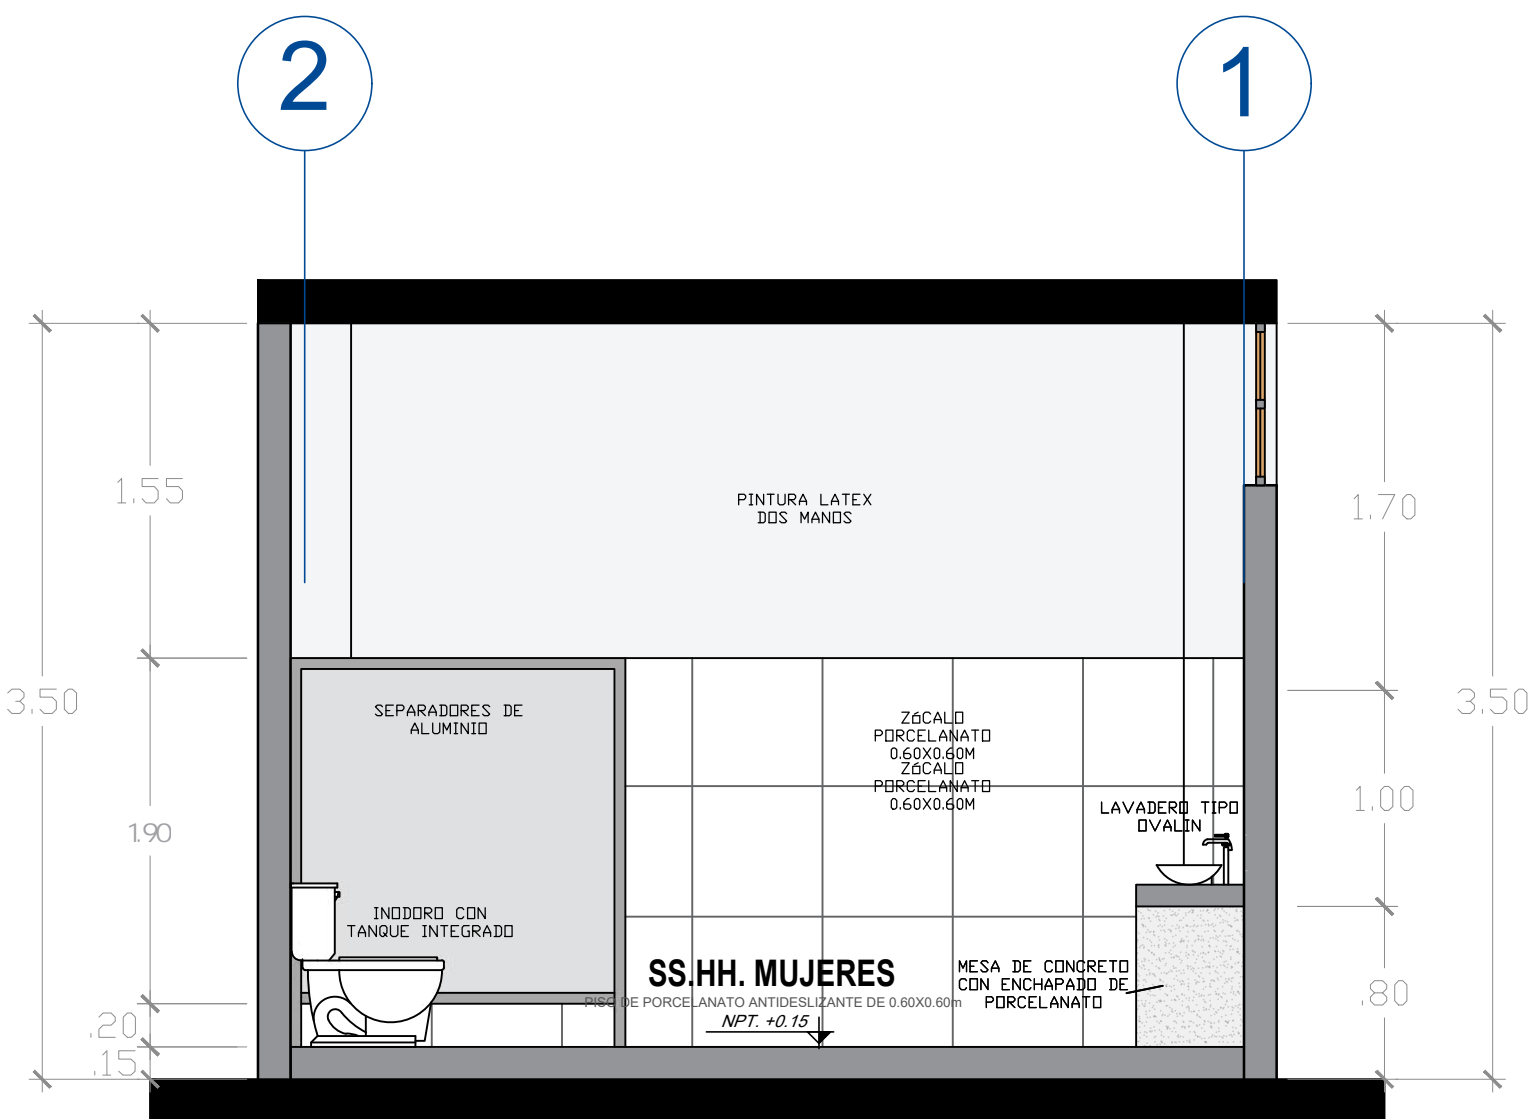 2
1
1.55
3.50
1.90
.20
.15
PINTURA LATEX
DOS MANOS
SEPARADORES DE
ALUMINIO
INODORO CON
TANQUE INTEGRADO
ZóCALO
PORCELANATO
0.60X0.60M
ZóCALO
PORCELANATO
0.60X0.60M
LAVADERO TIPO
OVALIN
SS.HH. MUJERES
PISO DE PORCELANATO ANTIDESLIZANTE DE 0.60X0.60m
NPT. +0.15
MESA DE CONCRETO
CON ENCHAPADO DE
PORCELANATO
1.70
3.50
1.00
.80